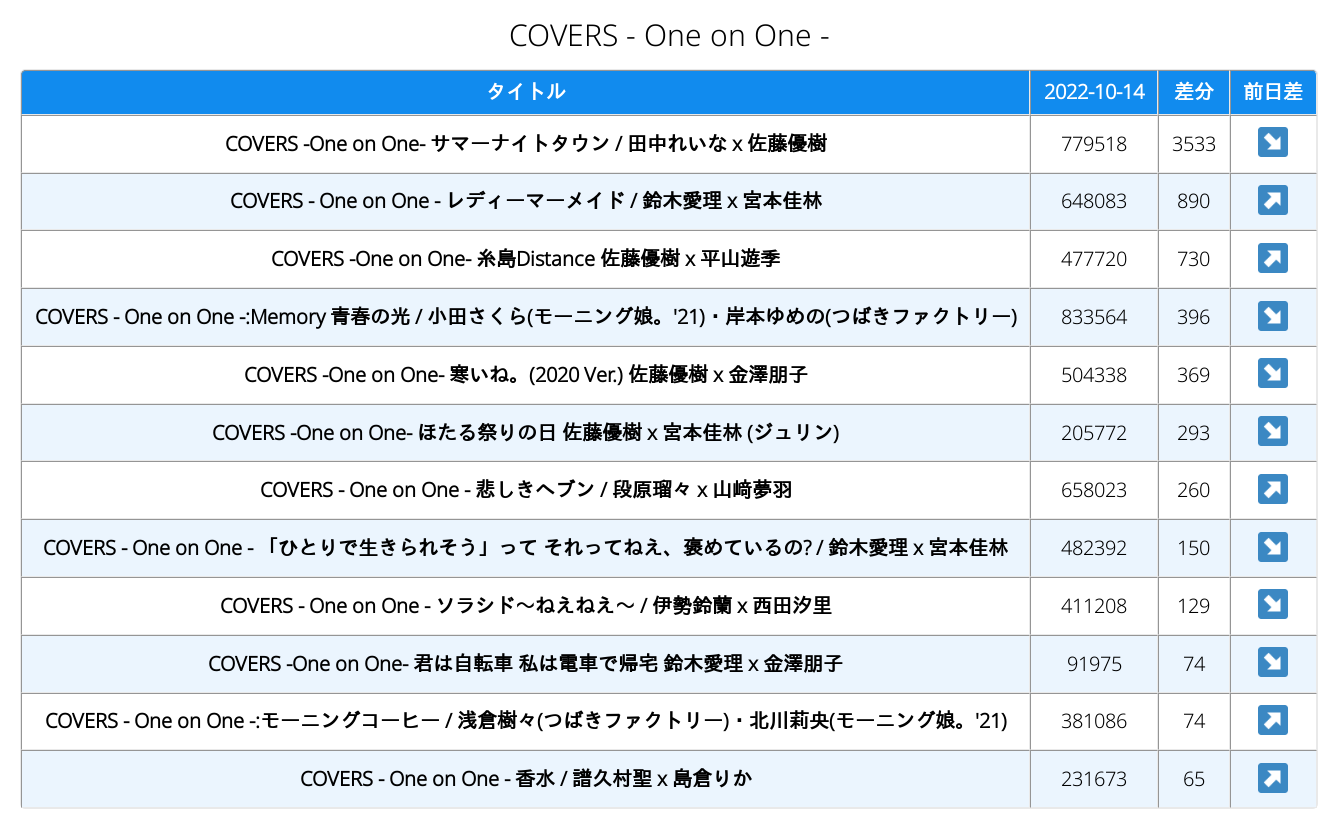 COVERS - One on One -
タイトル 2022-10-14 差分 前日差
COVERS -One on One- サマーナイトタウン / 田中れいな x 佐藤優樹 779518 3533
COVERS - One on One - レディーマーメイド / 鈴木愛理 x 宮本佳林 648083 890
COVERS -One on One- 糸島Distance 佐藤優樹 x 平山遊季 477720 730
COVERS - One on One -:Memory 青春の光 / 小田さくら(モーニング娘。'21)・岸本ゆめの(つばきファクトリー) 833564 396
COVERS -One on One- 寒いね。(2020 Ver.) 佐藤優樹 x 金澤朋子 504338 369
COVERS -One on One- ほたる祭りの日 佐藤優樹 x 宮本佳林 (ジュリン) 205772 293
COVERS - One on One - 悲しきヘブン / 段原瑠々 x 山﨑夢羽 658023 260
COVERS - One on One - 「ひとりで生きられそう」って それってねえ、褒めているの? / 鈴木愛理 x 宮本佳林 482392 150
COVERS - One on One - ソラシド〜ねえねえ〜 / 伊勢鈴蘭 x 西田汐里 411208 129
COVERS -One on One- 君は自転車 私は電車で帰宅 鈴木愛理 x 金澤朋子 91975 74
COVERS - One on One -:モーニングコーヒー / 浅倉樹々(つばきファクトリー)・北川莉央(モーニング娘。'21) 381086 74
COVERS - One on One - 香水 / 譜久村聖 x 島倉りか 231673 65